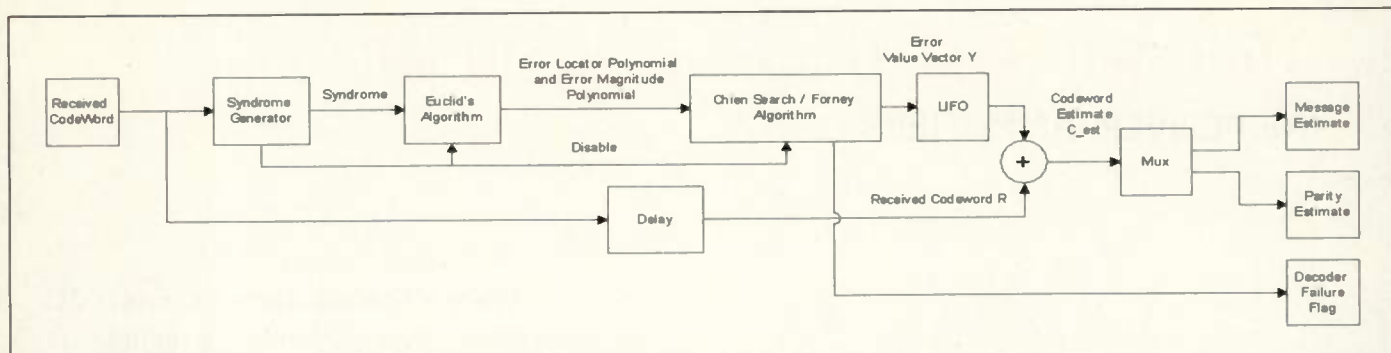 Received
CodeWord
Syndrome
Generator
Syndrome
Euclid's
Algorithm
Error Locator Polynomial
and Error Magnitude
Polynomial
Disable
Chien Search / Forney
Algorithm
Error
Value Vector Y
LIFO
Codeword
Estimate
C_est
+
Mux
Message
Estimate
Parity
Estimate
Delay
Received Codeword R
Decoder
Failure
Flag